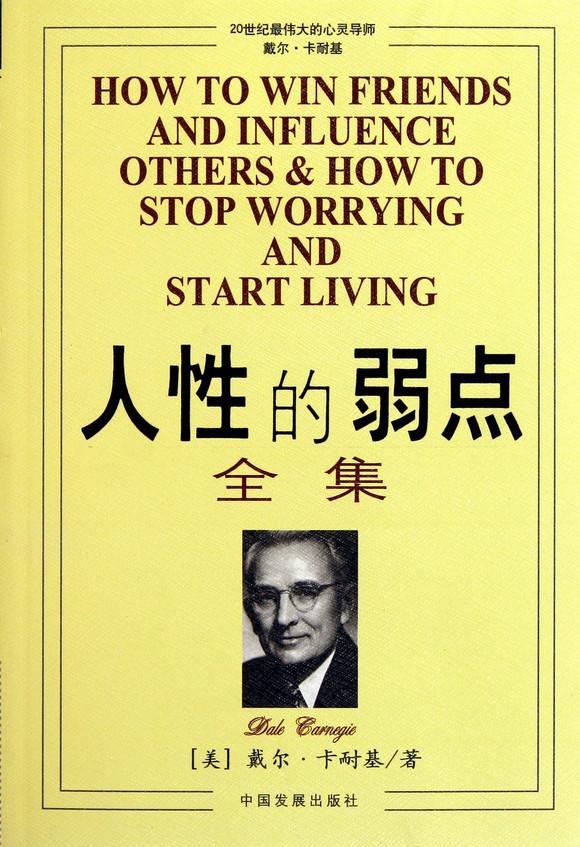 20世纪最伟大的心灵导师
戴尔·卡耐基
HOW TO WIN FRIENDS
AND INFLUENCE
OTHERS & HOW TO
STOP WORRYING
AND
START LIVING
人性的弱点
全集
Dale Carnegie
[美] 戴尔·卡耐基/著
中国发展出版社